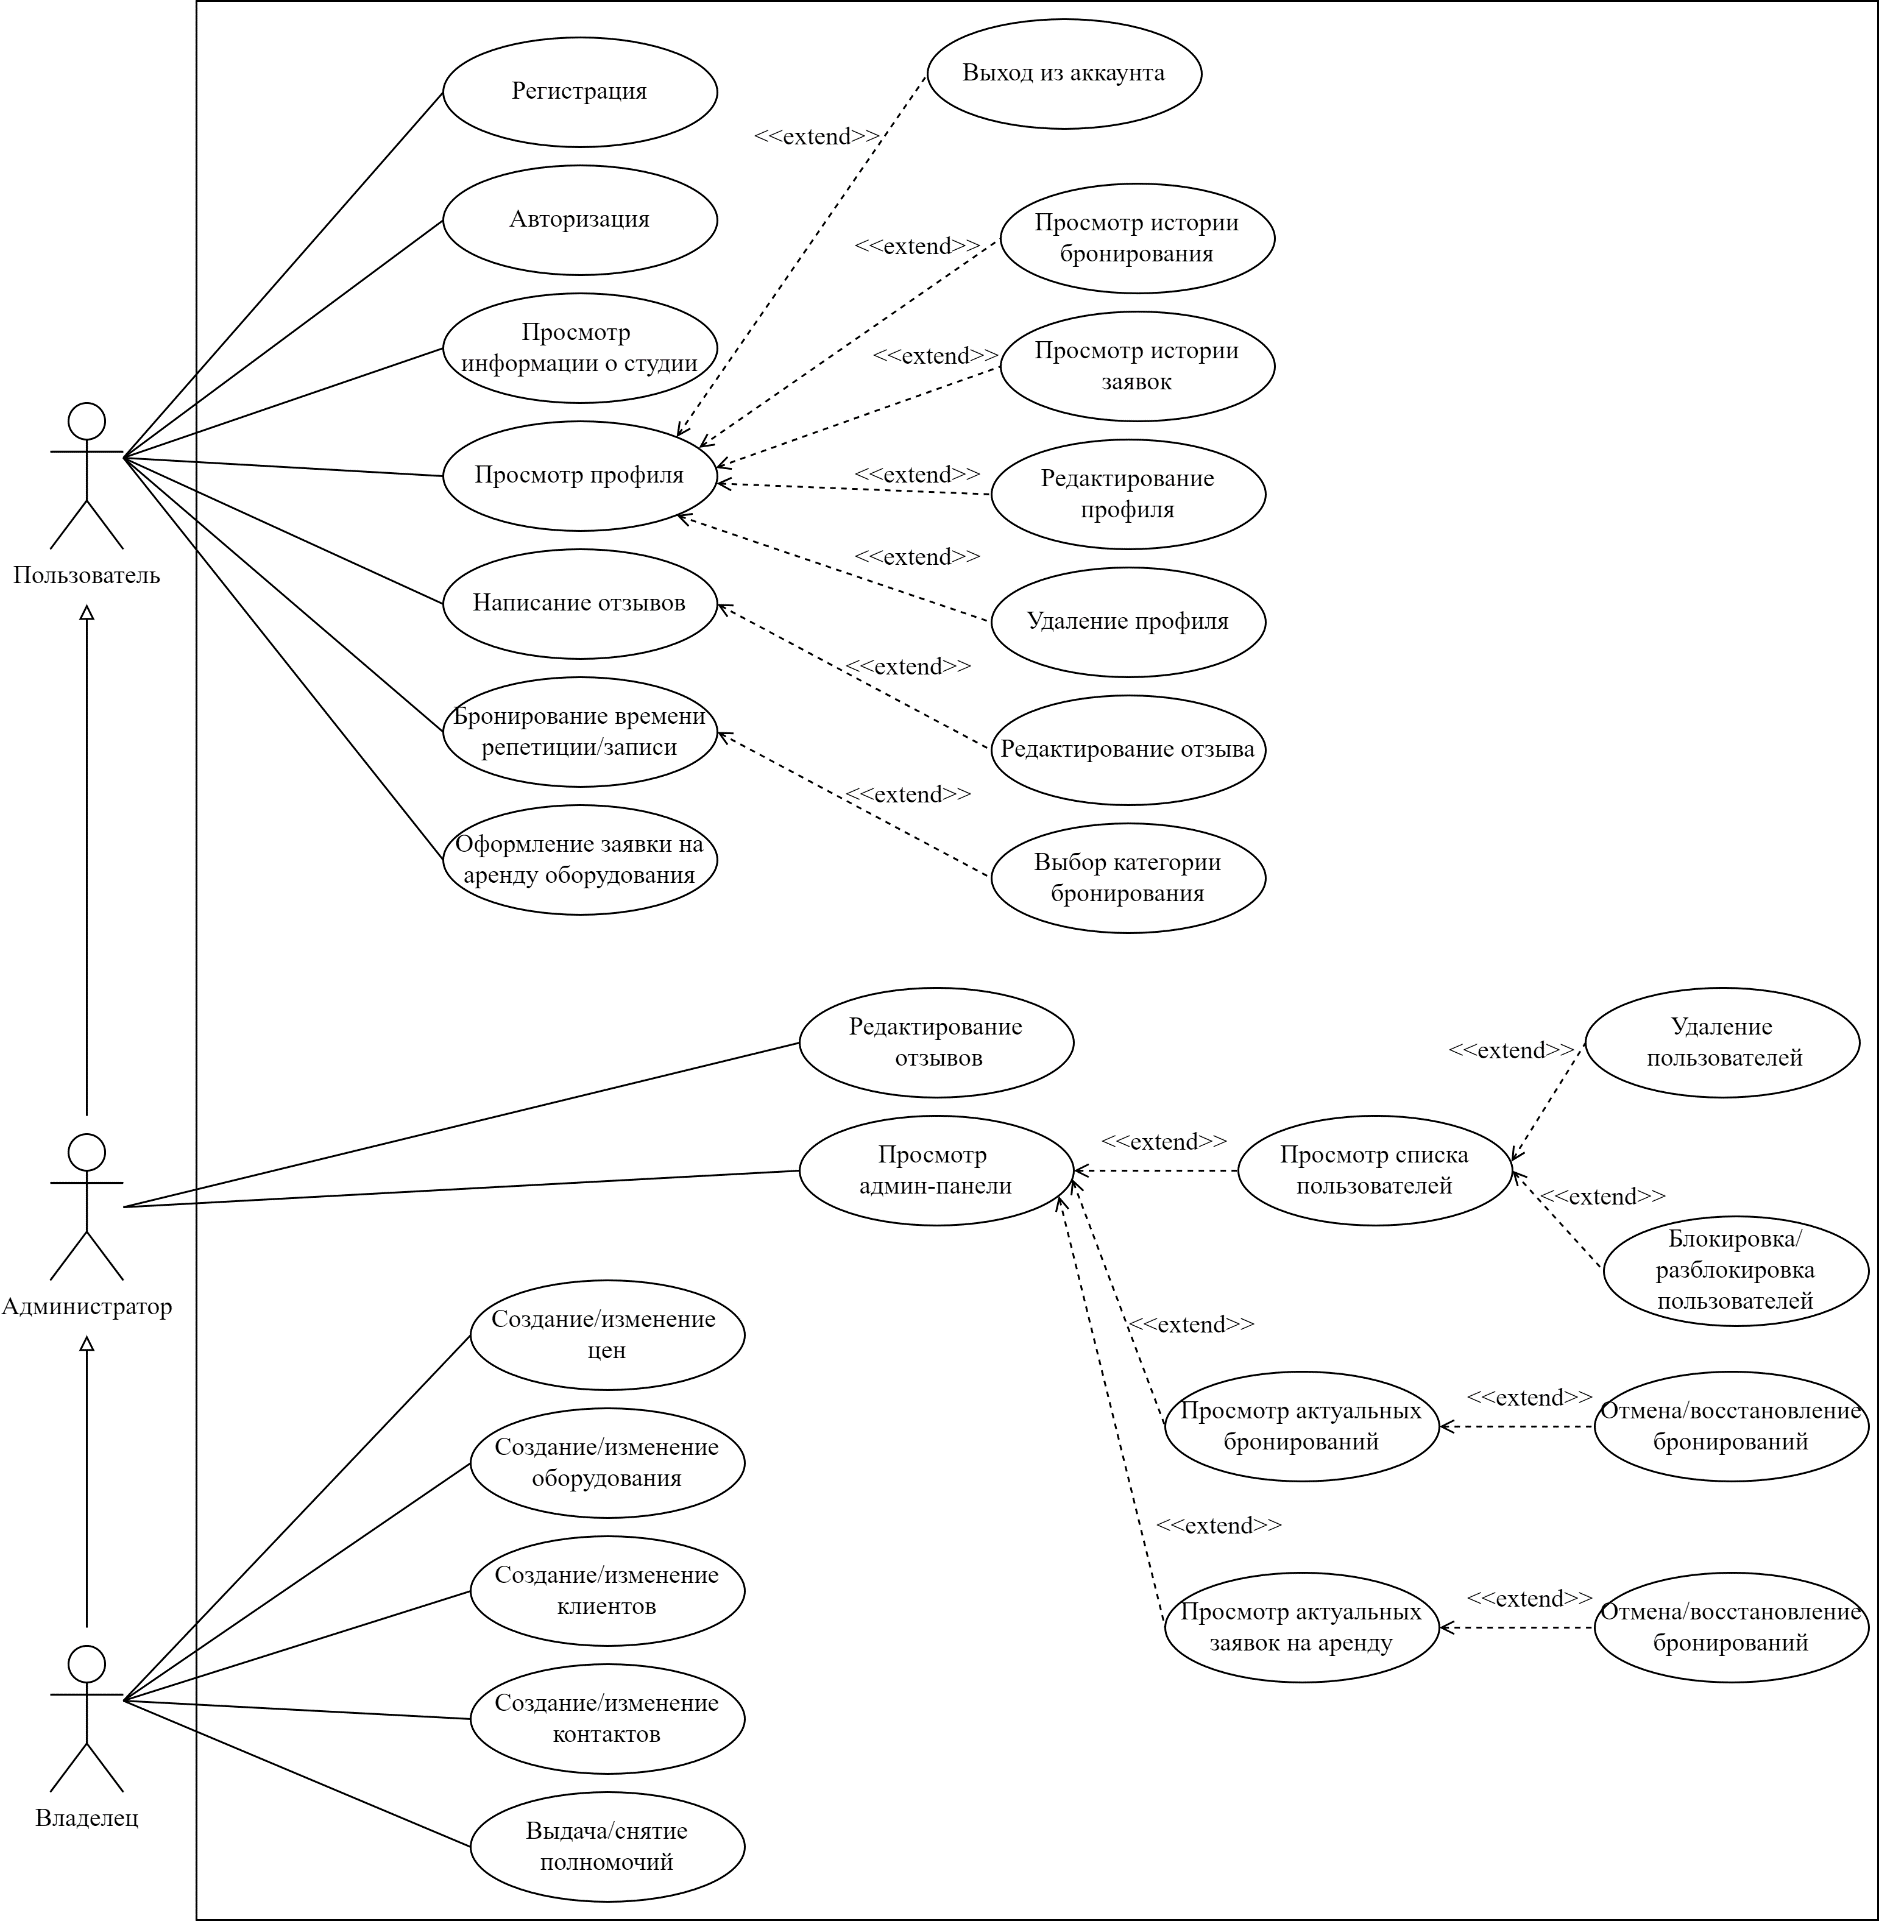 Регистрация
Выход из аккаунта
<<extend>>
Авторизация
Просмотр истории
бронирования
<<extend>>
Просмотр
информации о студии
<<extend>>
Просмотр истории
заявок
Просмотр профиля
<<extend>>
Редактирование
профиля
Пользователь
<<extend>>
Удаление профиля
Написание отзывов
<<extend>>
Редактирование отзыва
Бронирование времени
репетиции/записи
<<extend>>
Выбор категории
бронирования
Оформление заявки на
аренду оборудования
Редактирование
отзывов
<<extend>>
Удаление
пользователей
Просмотр
админ-панели
<<extend>>
Просмотр списка
пользователей
<<extend>>
Блокировка/
разблокировка
пользователей
Администратор
<<extend>>
Создание/изменение
цен
Просмотр актуальных
бронирований
<<extend>>
Отмена/восстановление
бронирований
Создание/изменение
оборудования
<<extend>>
Создание/изменение
клиентов
Просмотр актуальных
заявок на аренду
<<extend>>
Отмена/восстановление
бронирований
Создание/изменение
контактов
Владелец
Выдача/снятие
полномочий